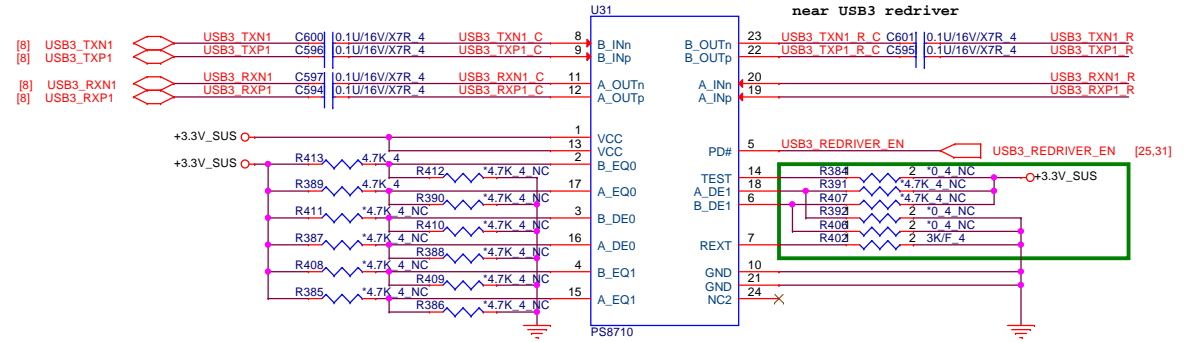 U31
near USB3 redriver
[8] USB3_TXN1 USB3_TXN1 C600 0.1U/16V/X7R_4 USB3_TXN1_C 8 B_INn B_OUTn 23 USB3_TXN1_R_C C601 0.1U/16V/X7R_4 USB3_TXN1_R
[8] USB3_TXP1 USB3_TXP1 C596 0.1U/16V/X7R_4 USB3_TXP1_C 9 B_INp B_OUTp 22 USB3_TXP1_R_C C595 0.1U/16V/X7R_4 USB3_TXP1_R
[8] USB3_RXN1 USB3_RXN1 C597 0.1U/16V/X7R_4 USB3_RXN1_C 11 A_OUTn A_INn 20 USB3_RXN1_R
[8] USB3_RXP1 USB3_RXP1 C594 0.1U/16V/X7R_4 USB3_RXP1_C 12 A_OUTp A_INp 19 USB3_RXP1_R
+3.3V_SUS 1 VCC
13 VCC PD# 5 USB3_REDRIVER_EN USB3_REDRIVER_EN [25,31]
+3.3V_SUS R413 4.7K_4 2 B_EQ0
R412 *4.7K_4_NC TEST 14 R384 1 2 *0_4_NC +3.3V_SUS
R389 4.7K_4 17 A_EQ0 A_DE1 18 R391 *4.7K_4_NC
R390 *4.7K_4_NC B_DE1 6 R407 *4.7K_4_NC
R411 *4.7K_4_NC 3 B_DE0 R392 1 2 *0_4_NC
R410 *4.7K_4_NC R406 1 2 *0_4_NC
R387 *4.7K_4_NC 16 A_DE0 REXT 7 R402 1 2 3K/F_4
R388 *4.7K_4_NC
R408 *4.7K_4_NC 4 B_EQ1 GND 10
R409 *4.7K_4_NC GND 21
R385 *4.7K_4_NC 15 A_EQ1 NC2 24
R386 *4.7K_4_NC
PS8710